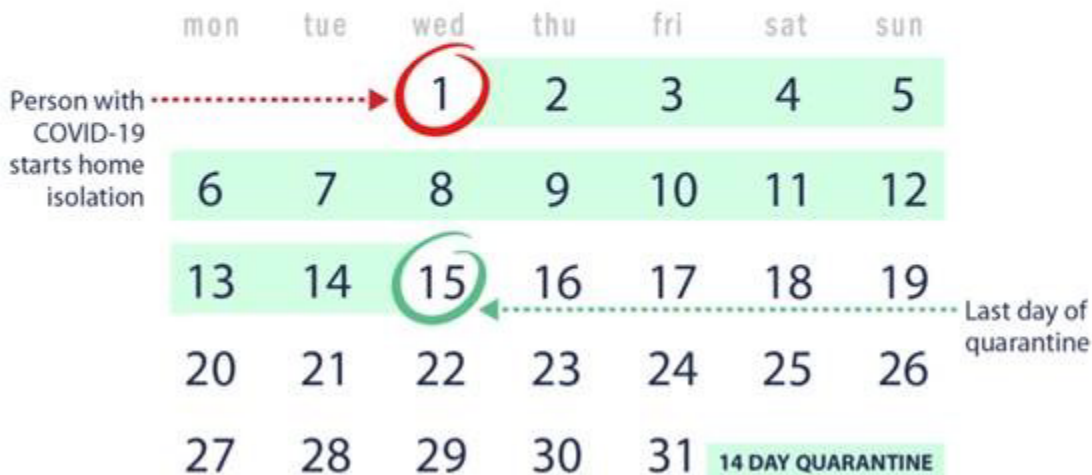 mon tue wed thu fri sat sun
Person with
COVID-19
starts home
isolation
1 2 3 4 5
6 7 8 9 10 11 12
13 14 15 16 17 18 19
Last day of
quarantine
20 21 22 23 24 25 26
27 28 29 30 31 14 DAY QUARANTINE